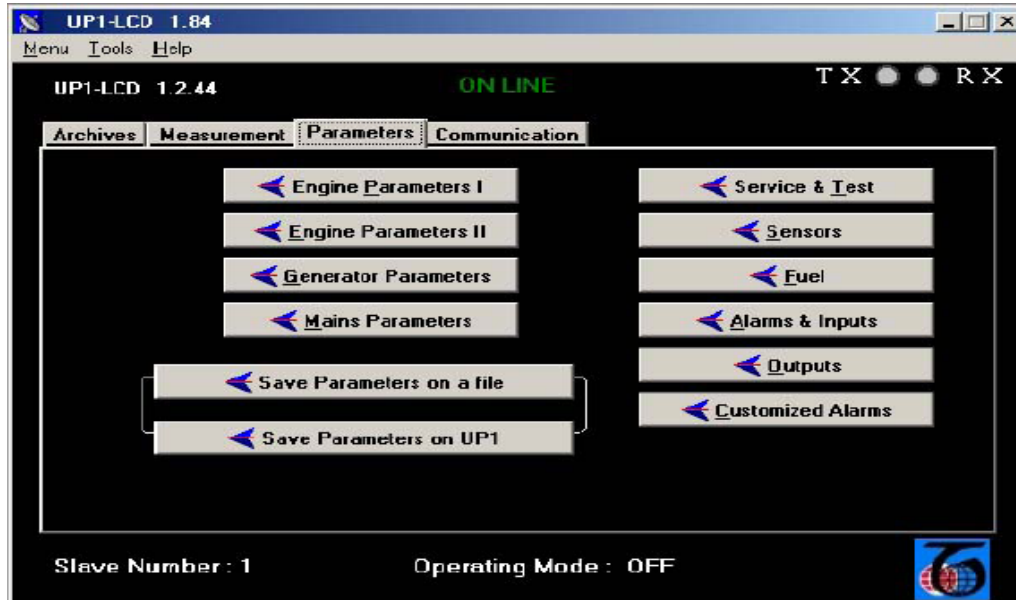 UP1-LCD 1.84
Menu Tools Help
UP1-LCD 1.2.44 ON LINE TX RX
Archives Measurement Parameters Communication
Engine Parameters I Service & Test
Engine Parameters II Sensors
Generator Parameters Fuel
Mains Parameters Alarms & Inputs
Save Parameters on a file Outputs
Save Parameters on UP1 Customized Alarms
Slave Number: 1 Operating Mode: OFF